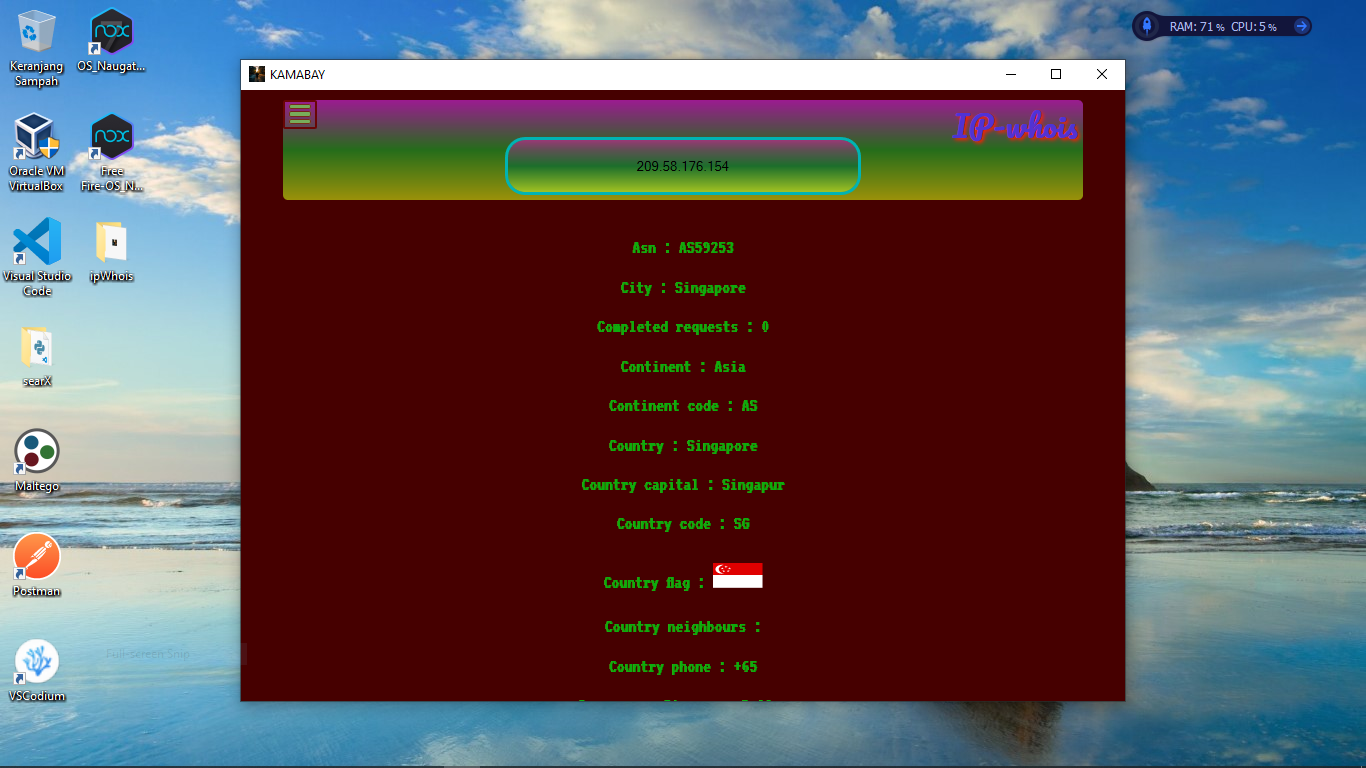 Keranjang
Sampah
OS_Naugat...
RAM: 71 % CPU: 5 %
KAMABAY
IP-whois
209.58.176.154
Oracle VM
VirtualBox
Free
Fire-OS_N...
Visual Studio
Code
ipWhois
searX
Maltego
Postman
VSCodium
Full-screen Snip
Asn : AS59253
City : Singapore
Completed requests : 0
Continent : Asia
Continent code : AS
Country : Singapore
Country capital : Singapur
Country code : SG
Country flag :
Country neighbours :
Country phone : +65